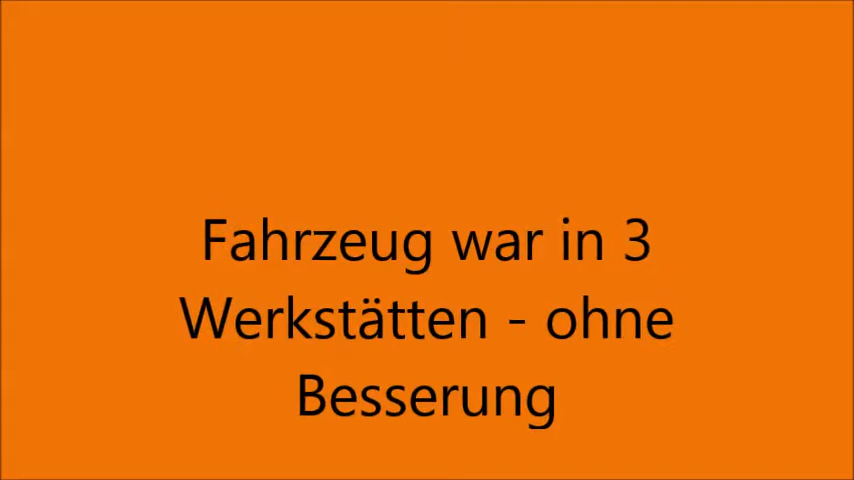 Fahrzeug war in 3
Werkstätten - ohne
Besserung